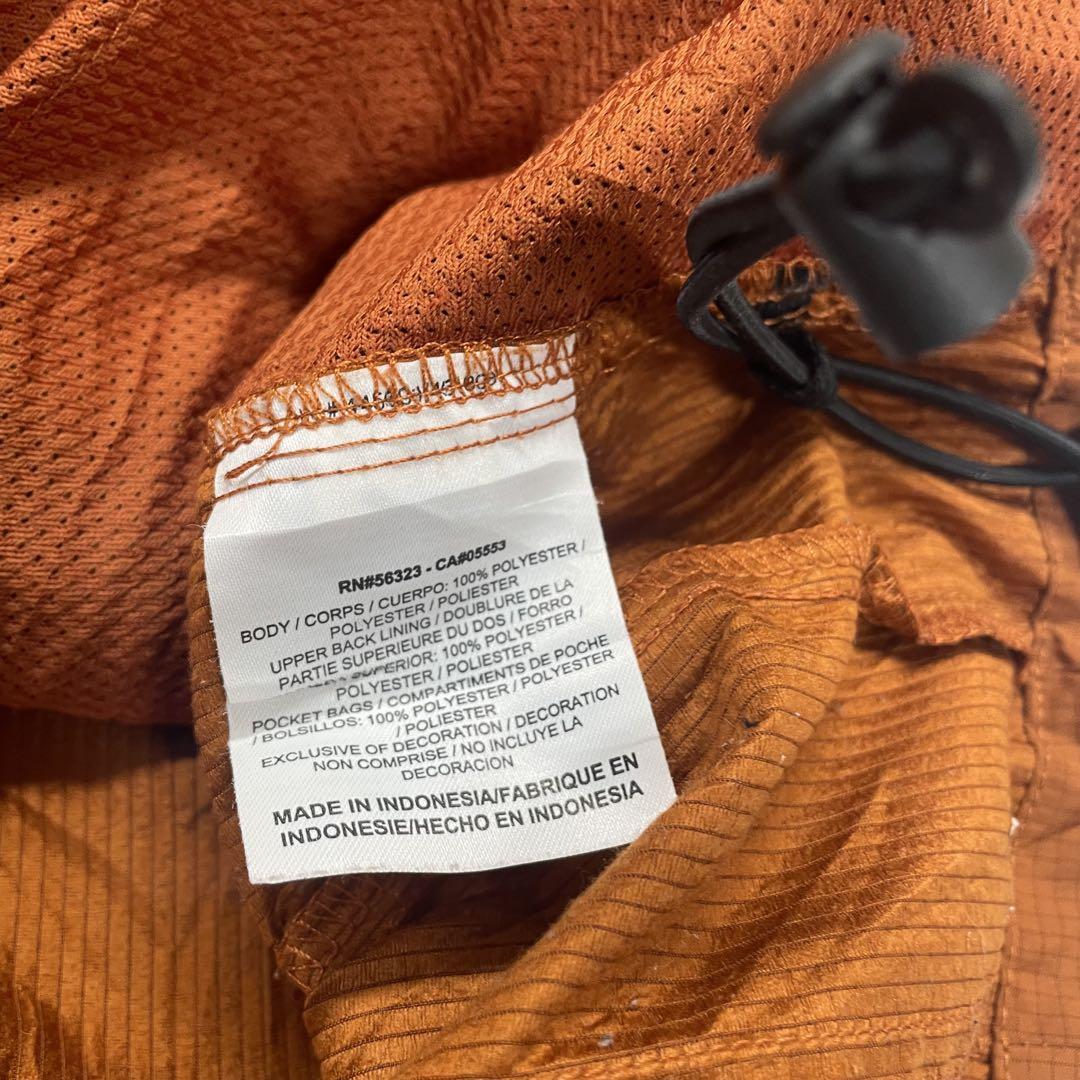 RN#56323 - CA#05553
BODY / CORPS / CUERPO: 100% POLYESTER /
POLYESTER / POLIESTER
UPPER BACK LINING / DOUBLURE DE LA
PARTIE SUPERIEURE DU DOS / FORRO
SUPERIOR: 100% POLYESTER /
POLYESTER / POLIESTER
POCKET BAGS / COMPARTIMENTS DE POCHE
/ BOLSILLOS: 100% POLYESTER / POLYESTER
/ POLIESTER
EXCLUSIVE OF DECORATION / DECORATION
NON COMPRISE / NO INCLUYE LA
DECORACION
MADE IN INDONESIA/FABRIQUE EN
INDONESIE/HECHO EN INDONESIA